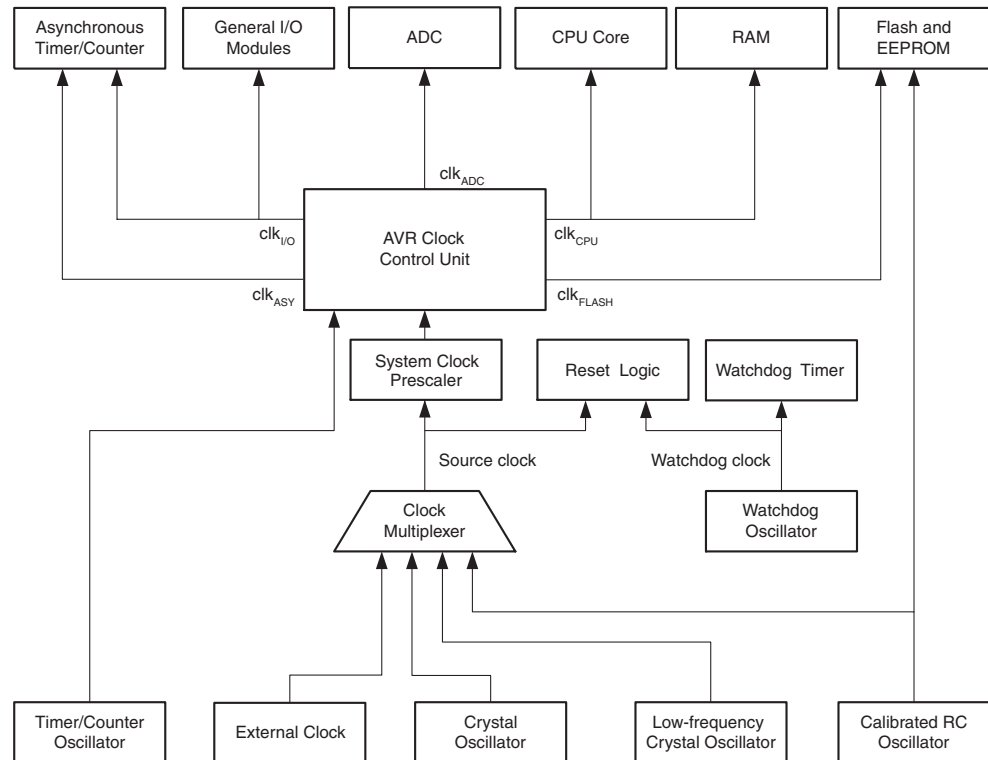 Asynchronous
Timer/Counter
General I/O
Modules
ADC
CPU Core
RAM
Flash and
EEPROM
clkADC
clkI/O
AVR Clock
Control Unit
clkCPU
clkASY
clkFLASH
System Clock
Prescaler
Reset Logic
Watchdog Timer
Source clock
Watchdog clock
Clock
Multiplexer
Watchdog
Oscillator
Timer/Counter
Oscillator
External Clock
Crystal
Oscillator
Low-frequency
Crystal Oscillator
Calibrated RC
Oscillator